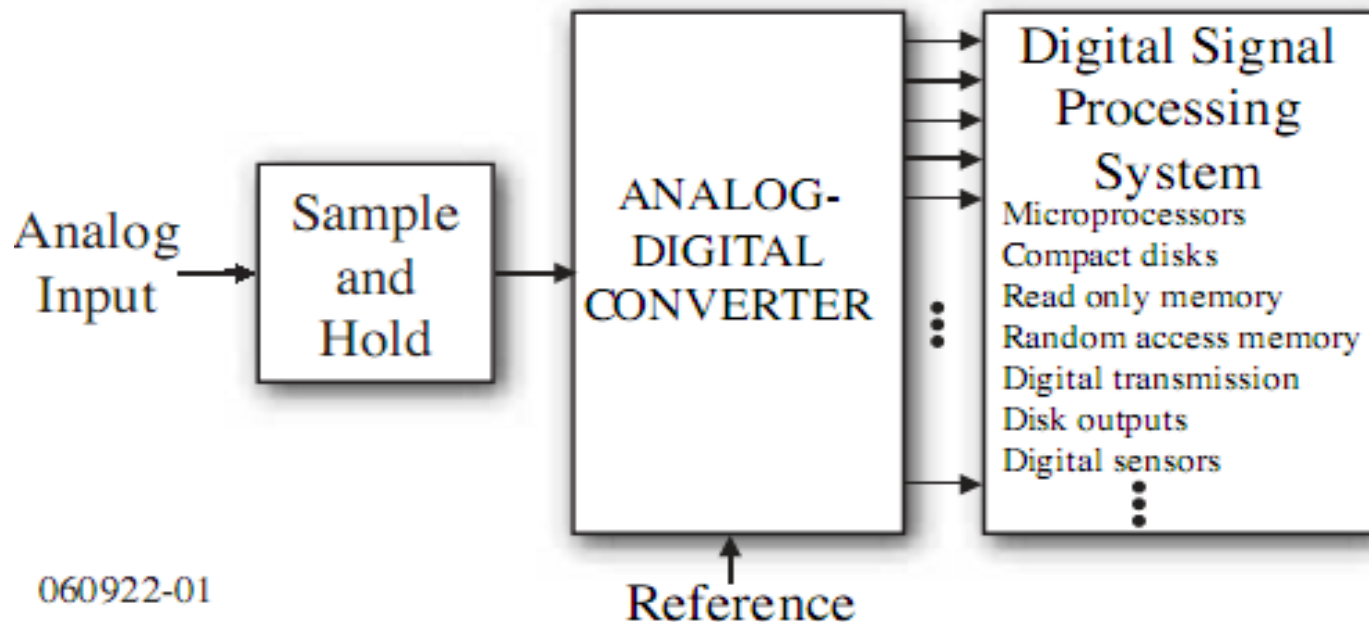 Analog
Input
Sample
and
Hold
ANALOG-
DIGITAL
CONVERTER
Reference
Digital Signal
Processing
System
Microprocessors
Compact disks
Read only memory
Random access memory
Digital transmission
Disk outputs
Digital sensors
060922-01